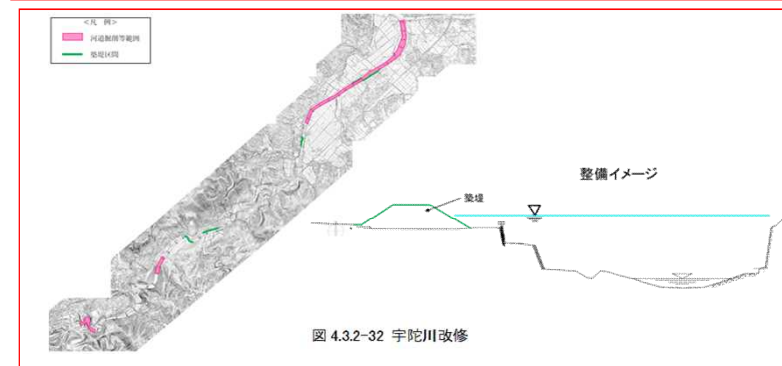 <凡 例>
河道掘削等範囲
築堤区間
整備イメージ
築堤
図 4.3.2-32 宇陀川改修